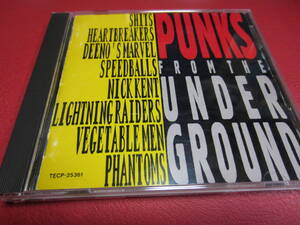 SHITS
HEARTBREAKERS
DEENO'S MARVEL
SPEEDBALLS
NICK KENT
LIGHTNING RAIDERS
VEGETABLE MEN
PHANTOMS
TECP-25361
PUNKS
FROM THE
UNDER
GROUND